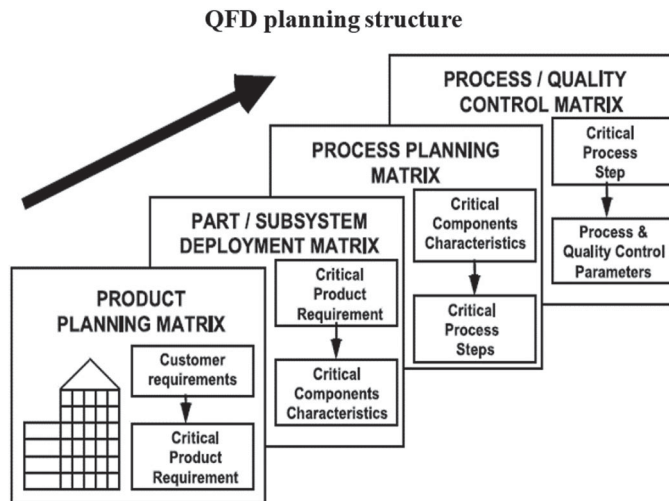 QFD planning structure
PROCESS / QUALITY
CONTROL MATRIX
Critical
Process
Step
Process &
Quality Control
Parameters
PROCESS PLANNING
MATRIX
Critical
Components
Characteristics
Critical
Process
Steps
PART / SUBSYSTEM
DEPLOYMENT MATRIX
Critical
Product
Requirement
Critical
Components
Characteristics
PRODUCT
PLANNING MATRIX
Customer
requirements
Critical
Product
Requirement